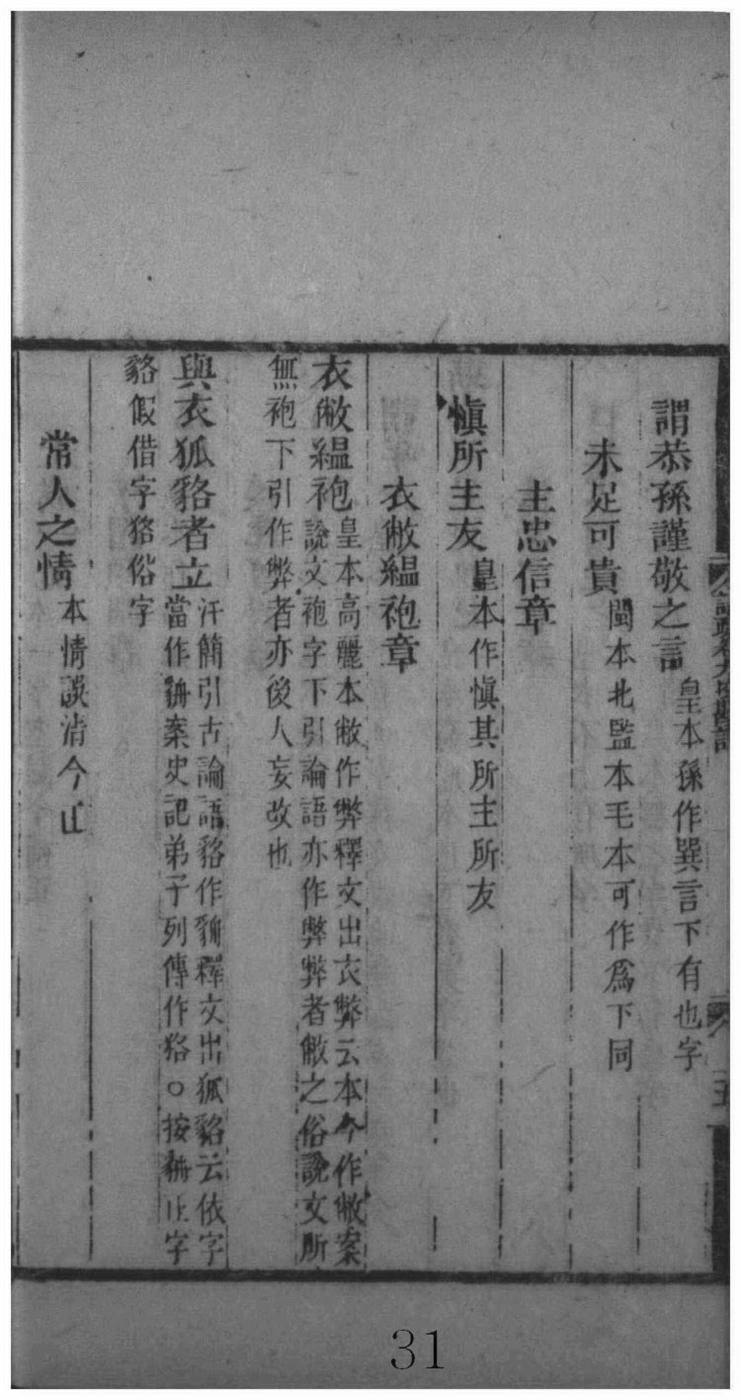 謂恭孫謹敬之言皇本孫作巽言下有也字
未足可貴閩本北監本毛本可作爲下同
主忠信章
慎所主友皇本作慎其所主所友
衣敝縕袍章
衣敝縕袍皇本高麗本敝作弊釋文出衣弊云本今作敝案
說文袍字下引論語亦作弊弊者敝之俗說文所
無袍下引作弊者亦後人妄改也
與衣狐貉者立汗簡引古論語貉作貈釋文出狐貉云依字
當作貈案史記弟子列傳作狢○按貈正字
貉假借字狢俗字
常人之情本情誤清今正
31